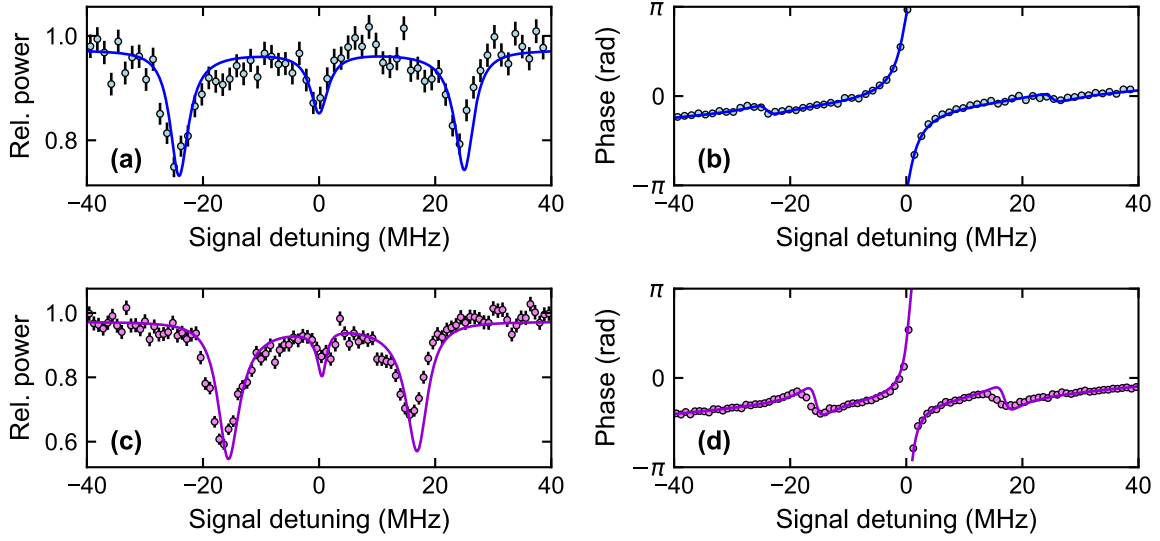 1.0
0.8
Rel. power
(a)
−40 −20 0 20 40
Signal detuning (MHz)
π
0
−π
Phase (rad)
(b)
−40 −20 0 20 40
Signal detuning (MHz)
1.0
0.8
0.6
Rel. power
(c)
−40 −20 0 20 40
Signal detuning (MHz)
π
0
−π
Phase (rad)
(d)
−40 −20 0 20 40
Signal detuning (MHz)